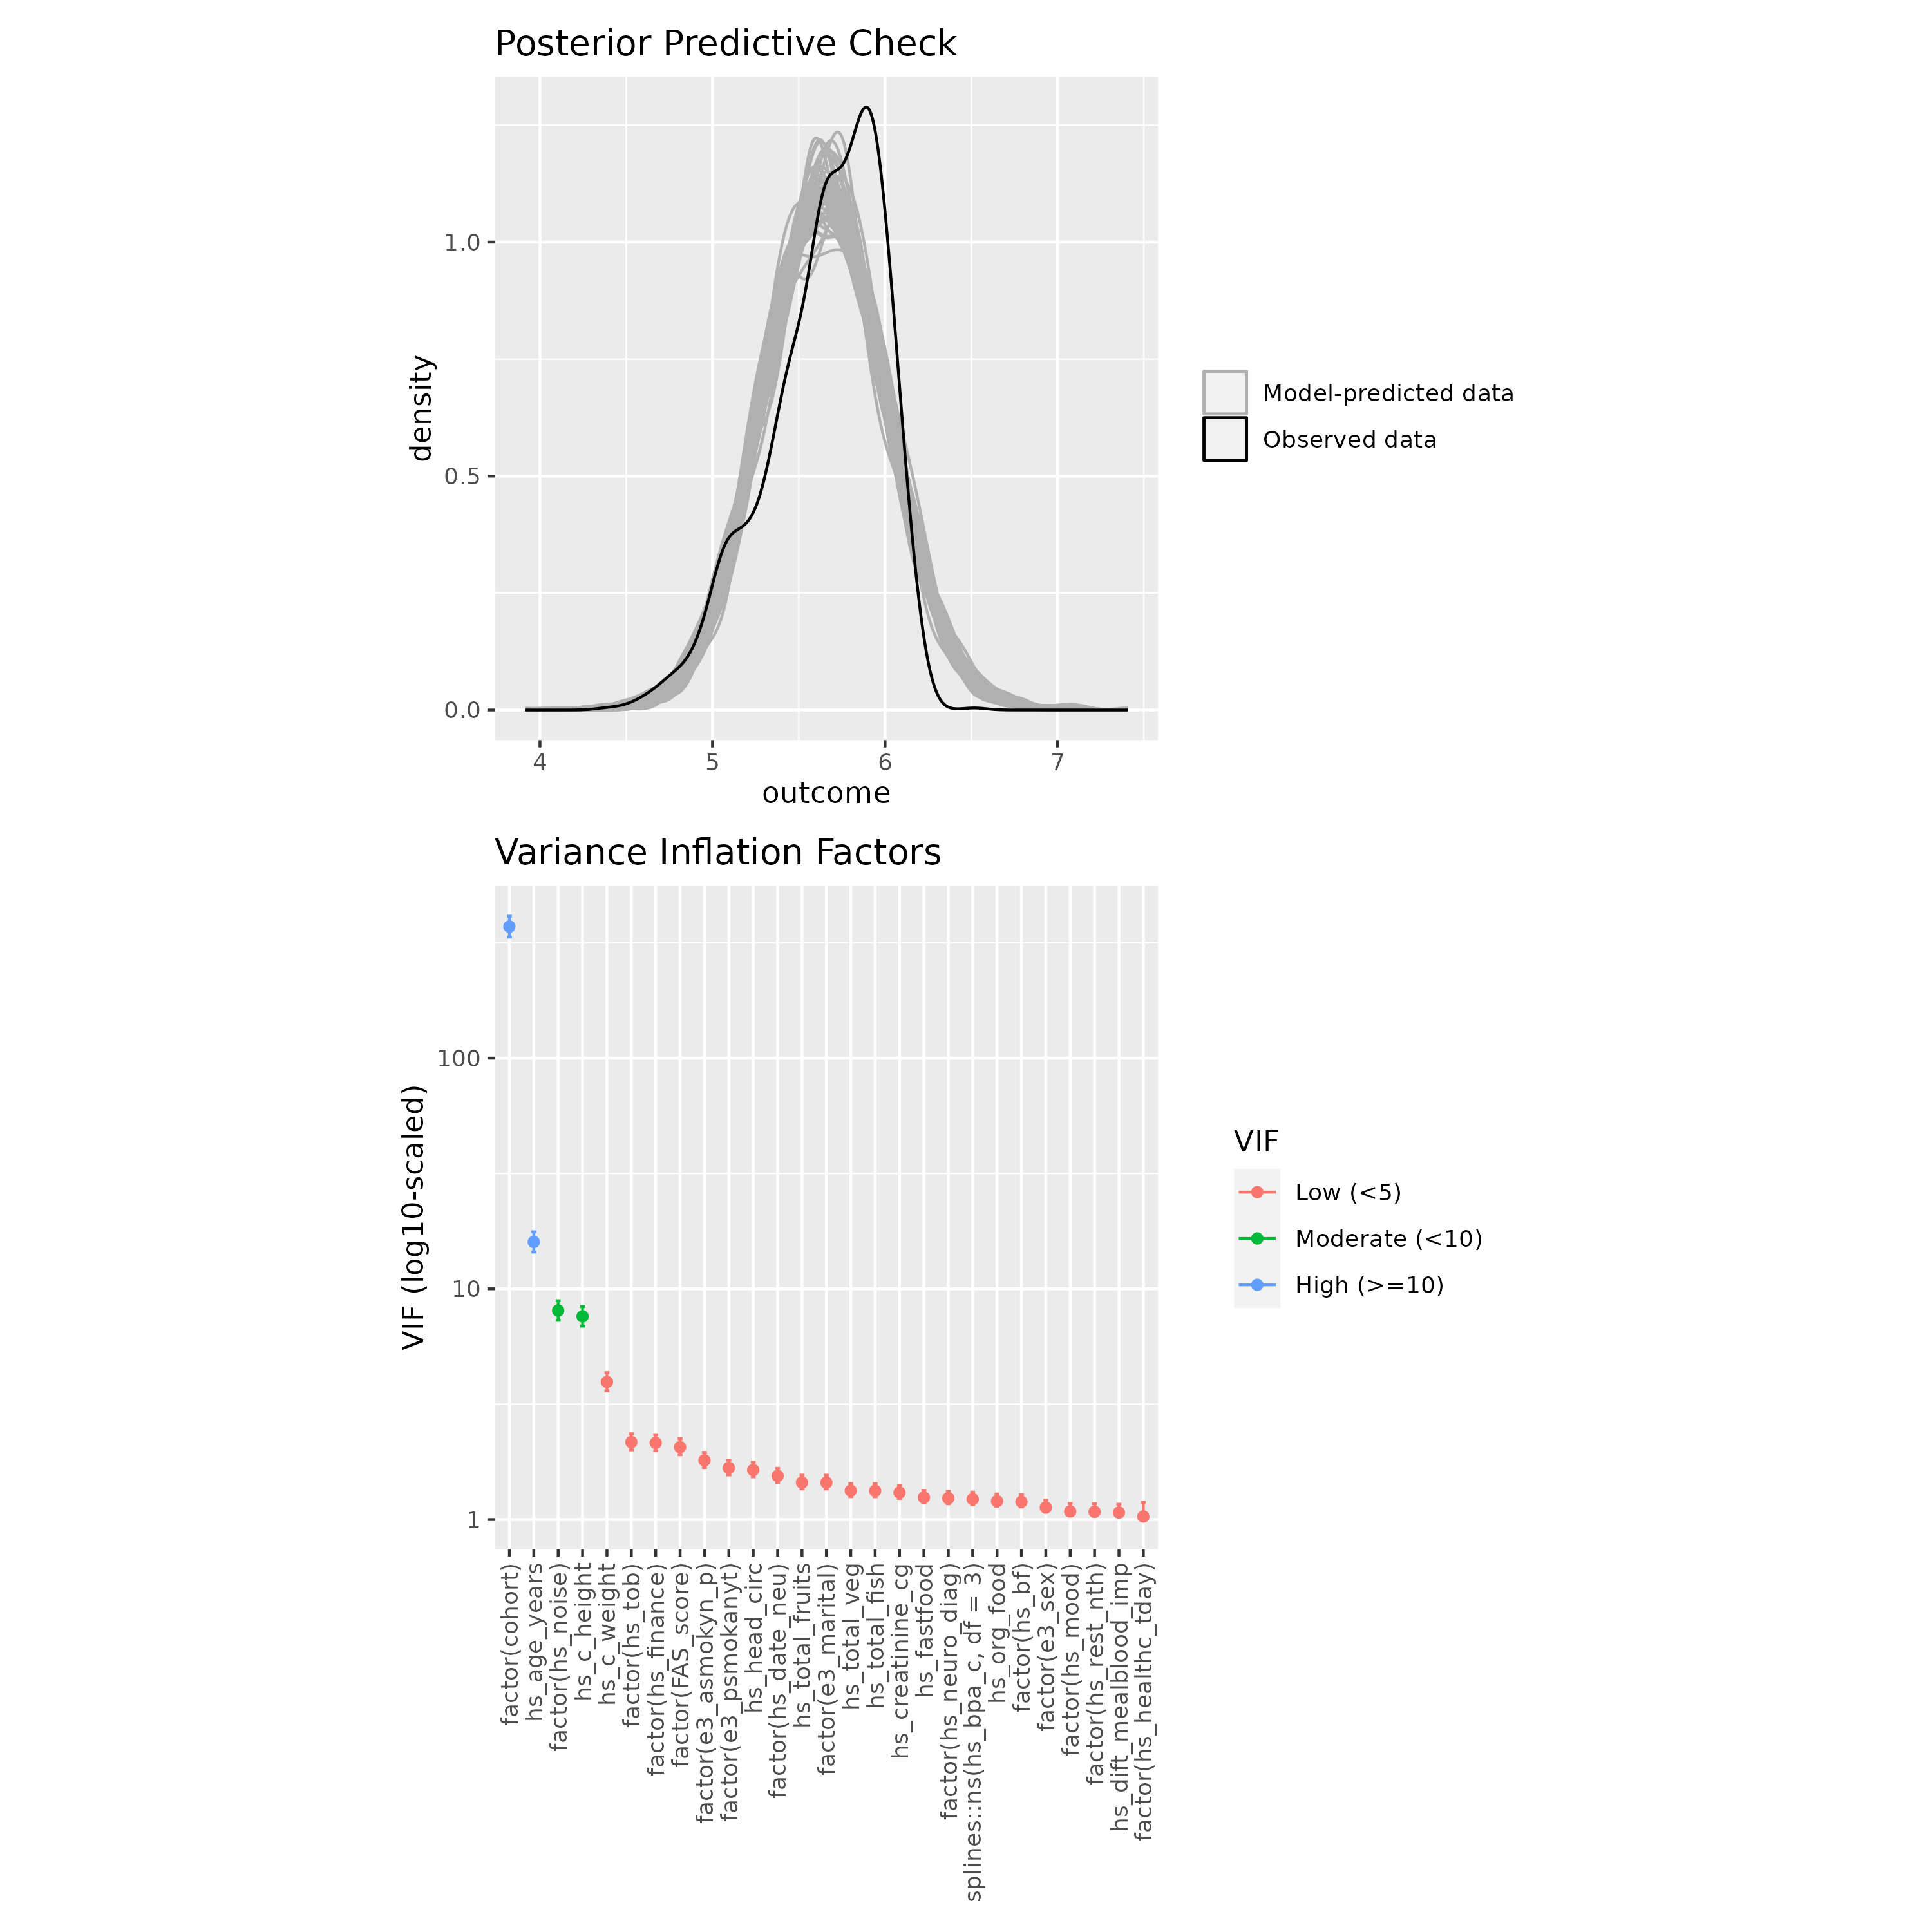 Posterior Predictive Check
density
1.0
0.5
0.0
4 5 6 7
outcome
Model-predicted data
Observed data
Variance Inflation Factors
VIF (log10-scaled)
100
10
1
factor(cohort)
hs_age_years
factor(hs_noise)
hs_c_height
hs_c_weight
factor(hs_tob)
factor(hs_finance)
factor(FAS_score)
factor(e3_asmokyn_p)
factor(e3_psmokanyt)
hs_head_circ
factor(hs_date_neu)
hs_total_fruits
factor(e3_marital)
hs_total_veg
hs_total_fish
hs_creatinine_cg
hs_fastfood
factor(hs_neuro_diag)
splines::ns(hs_bpa_c, df = 3)
hs_org_food
factor(hs_bf)
factor(e3_sex)
factor(hs_mood)
factor(hs_rest_nth)
hs_dift_mealblood_imp
factor(hs_healthc_tday)
VIF
Low (<5)
Moderate (<10)
High (>=10)